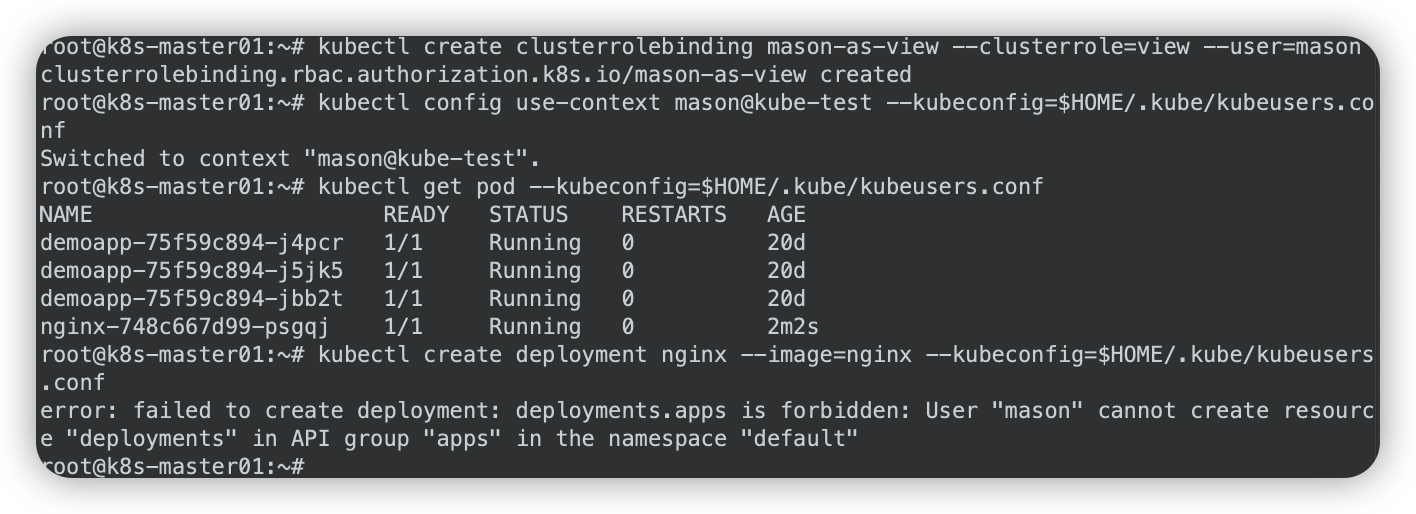 root@k8s-master01:~# kubectl create clusterrolebinding mason-as-view --clusterrole=view --user=mason
clusterrolebinding.rbac.authorization.k8s.io/mason-as-view created
root@k8s-master01:~# kubectl config use-context mason@kube-test --kubeconfig=$HOME/.kube/kubeusers.co
nf
Switched to context "mason@kube-test".
root@k8s-master01:~# kubectl get pod --kubeconfig=$HOME/.kube/kubeusers.conf
NAME                       READY   STATUS    RESTARTS   AGE
demoapp-75f59c894-j4pcr   1/1     Running   0          20d
demoapp-75f59c894-j5jk5   1/1     Running   0          20d
demoapp-75f59c894-jbb2t   1/1     Running   0          20d
nginx-748c667d99-psgqj    1/1     Running   0          2m2s
root@k8s-master01:~# kubectl create deployment nginx --image=nginx --kubeconfig=$HOME/.kube/kubeusers
.conf
error: failed to create deployment: deployments.apps is forbidden: User "mason" cannot create resourc
e "deployments" in API group "apps" in the namespace "default"
root@k8s-master01:~#